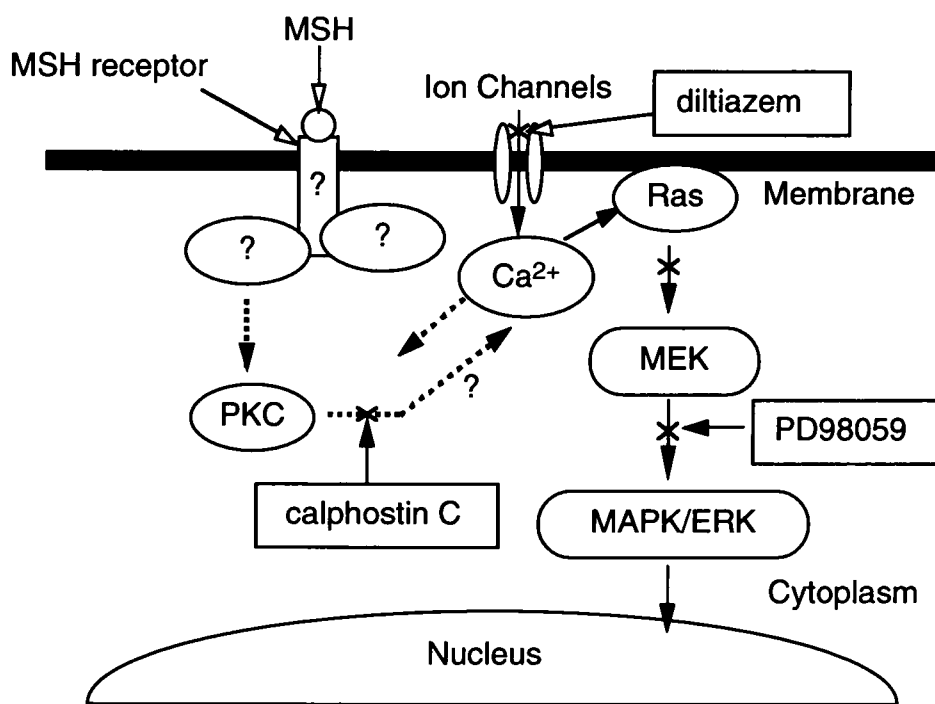 MSH
MSH receptor
Ion Channels
diltiazem
?
Ras
Membrane
?
?
Ca2+
MEK
?
PKC
PD98059
calphostin C
MAPK/ERK
Cytoplasm
Nucleus